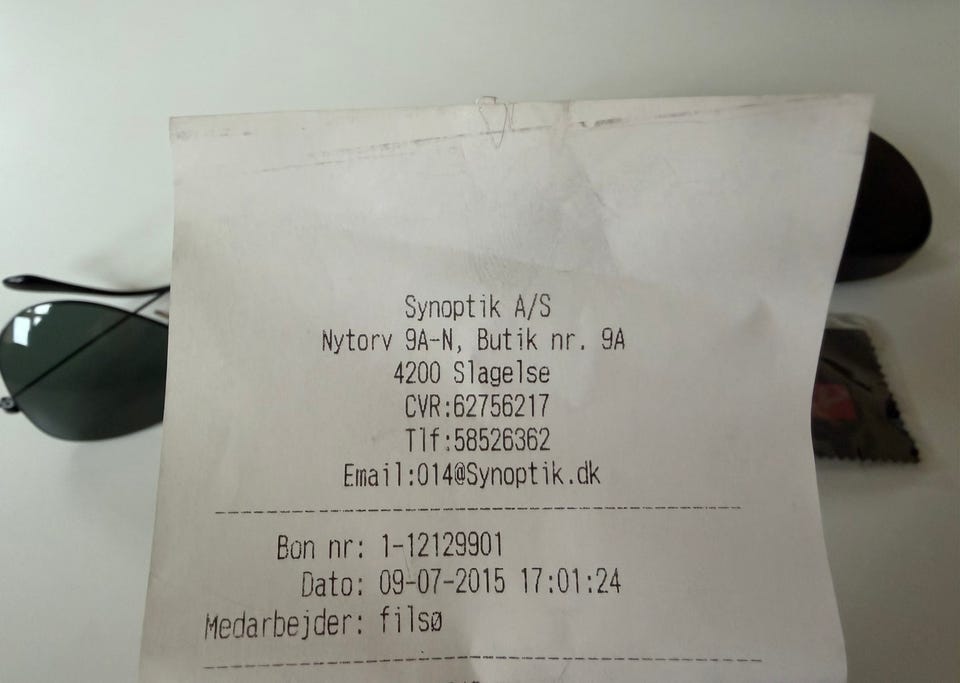 Synoptik A/S
Nytorv 9A-N, Butik nr. 9A
4200 Slagelse
CVR:62756217
Tlf:58526362
Email:014@Synoptik.dk
Bon nr: 1-12129901
Dato: 09-07-2015 17:01:24
Medarbejder: filsø